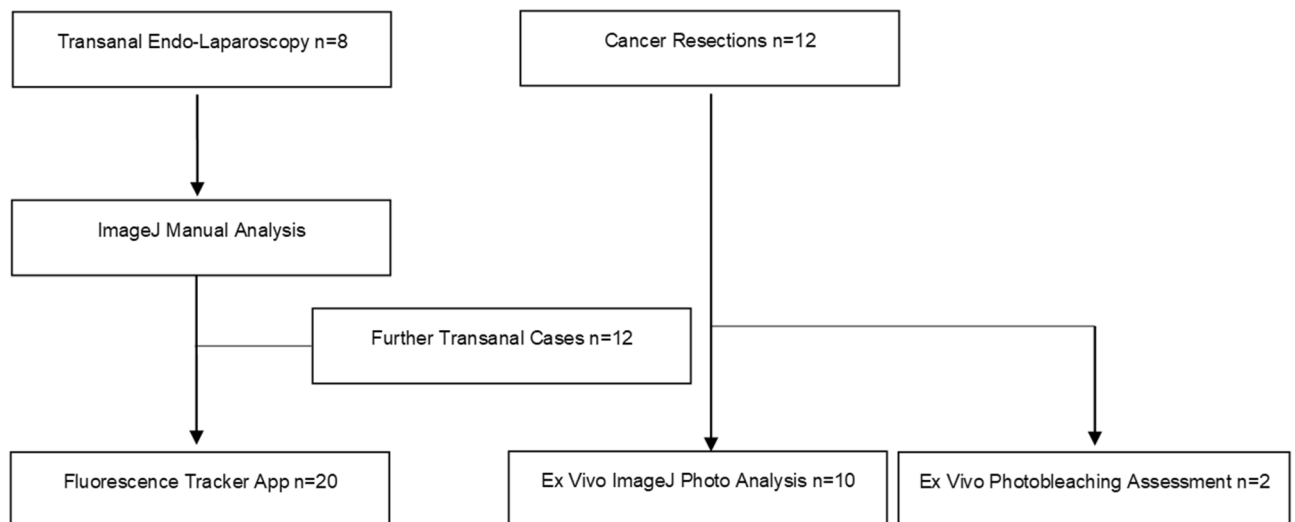 Transanal Endo-Laparoscopy n=8
Cancer Resections n=12
ImageJ Manual Analysis
Further Transanal Cases n=12
Fluorescence Tracker App n=20
Ex Vivo ImageJ Photo Analysis n=10
Ex Vivo Photobleaching Assessment n=2